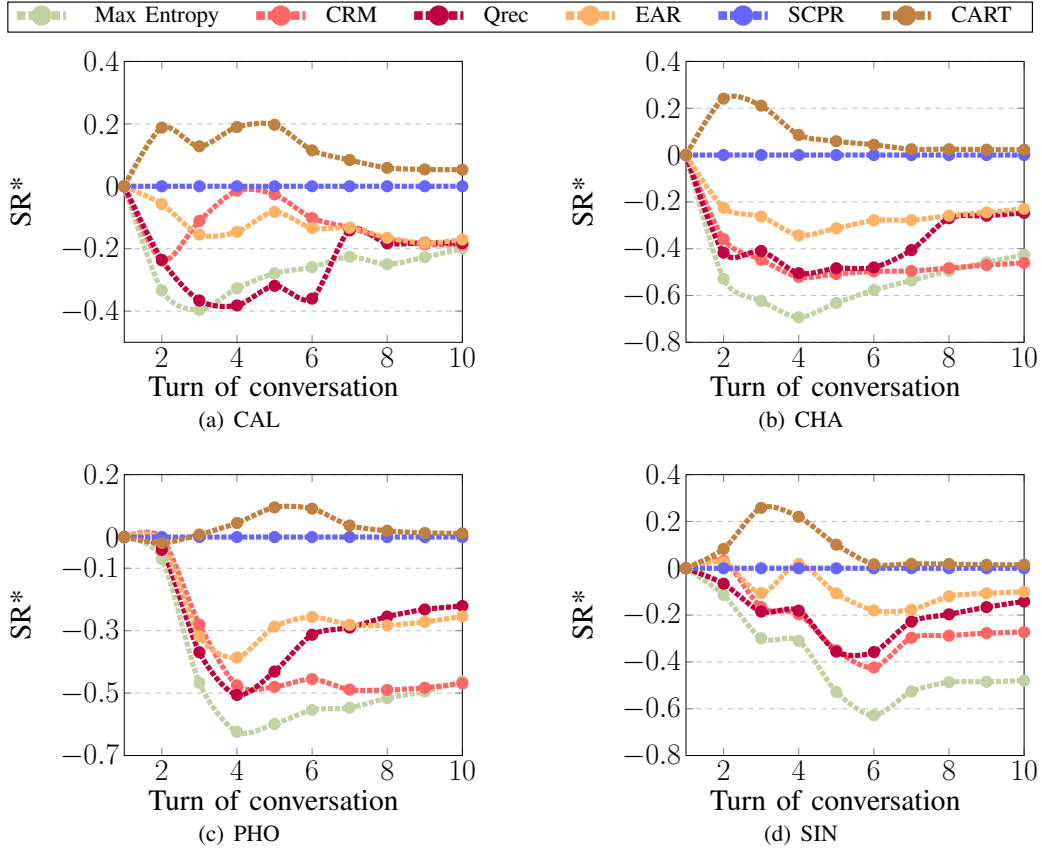 Max Entropy CRM Qrec EAR SCPR CART
0.4
0.2
0
−0.2
−0.4
SR*
2 4 6 8 10
Turn of conversation
(a) CAL
0.4
0.2
0
−0.2
−0.4
−0.6
−0.8
SR*
2 4 6 8 10
Turn of conversation
(b) CHA
0.2
0
−0.1
−0.3
−0.5
−0.7
SR*
2 4 6 8 10
Turn of conversation
(c) PHO
0.4
0.2
0
−0.2
−0.4
−0.6
−0.8
SR*
2 4 6 8 10
Turn of conversation
(d) SIN